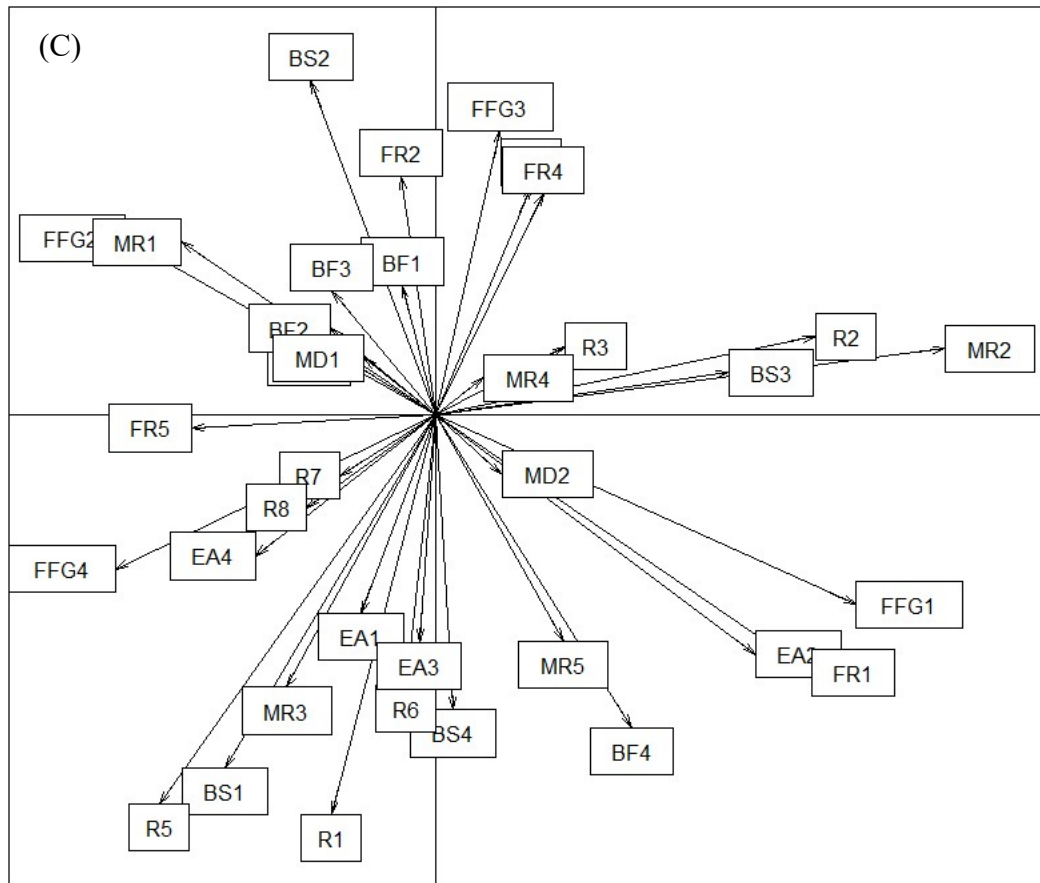 (C)
BS2
FFG3
FR2
FR4
FFG2
MR1
BF3
BF1
BF2
MD1
R3
R2
MR2
MR4
BS3
FR5
R7
MD2
R8
EA4
FFG4
FFG1
EA1
EA3
MR5
EA2
FR1
MR3
R6
BS4
BF4
BS1
R5
R1